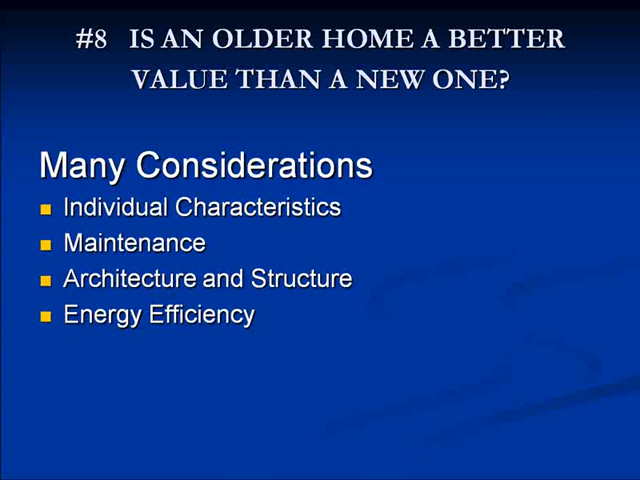 #8 IS AN OLDER HOME A BETTER
VALUE THAN A NEW ONE?
Many Considerations
Individual Characteristics
Maintenance
Architecture and Structure
Energy Efficiency